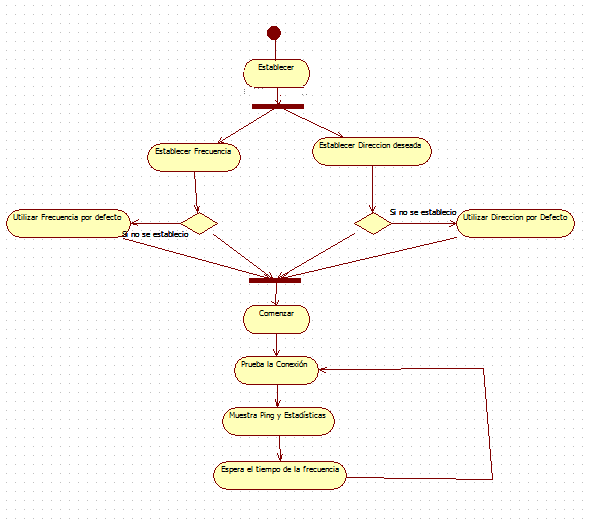 Establecer
Establecer Frecuencia
Establecer Direccion deseada
Utilizar Frecuencia por defecto
Si no se establecio
Si no se establecio
Utilizar Direccion por Defecto
Comenzar
Prueba la Conexión
Muestra Ping y Estadísticas
Espera el tiempo de la frecuencia